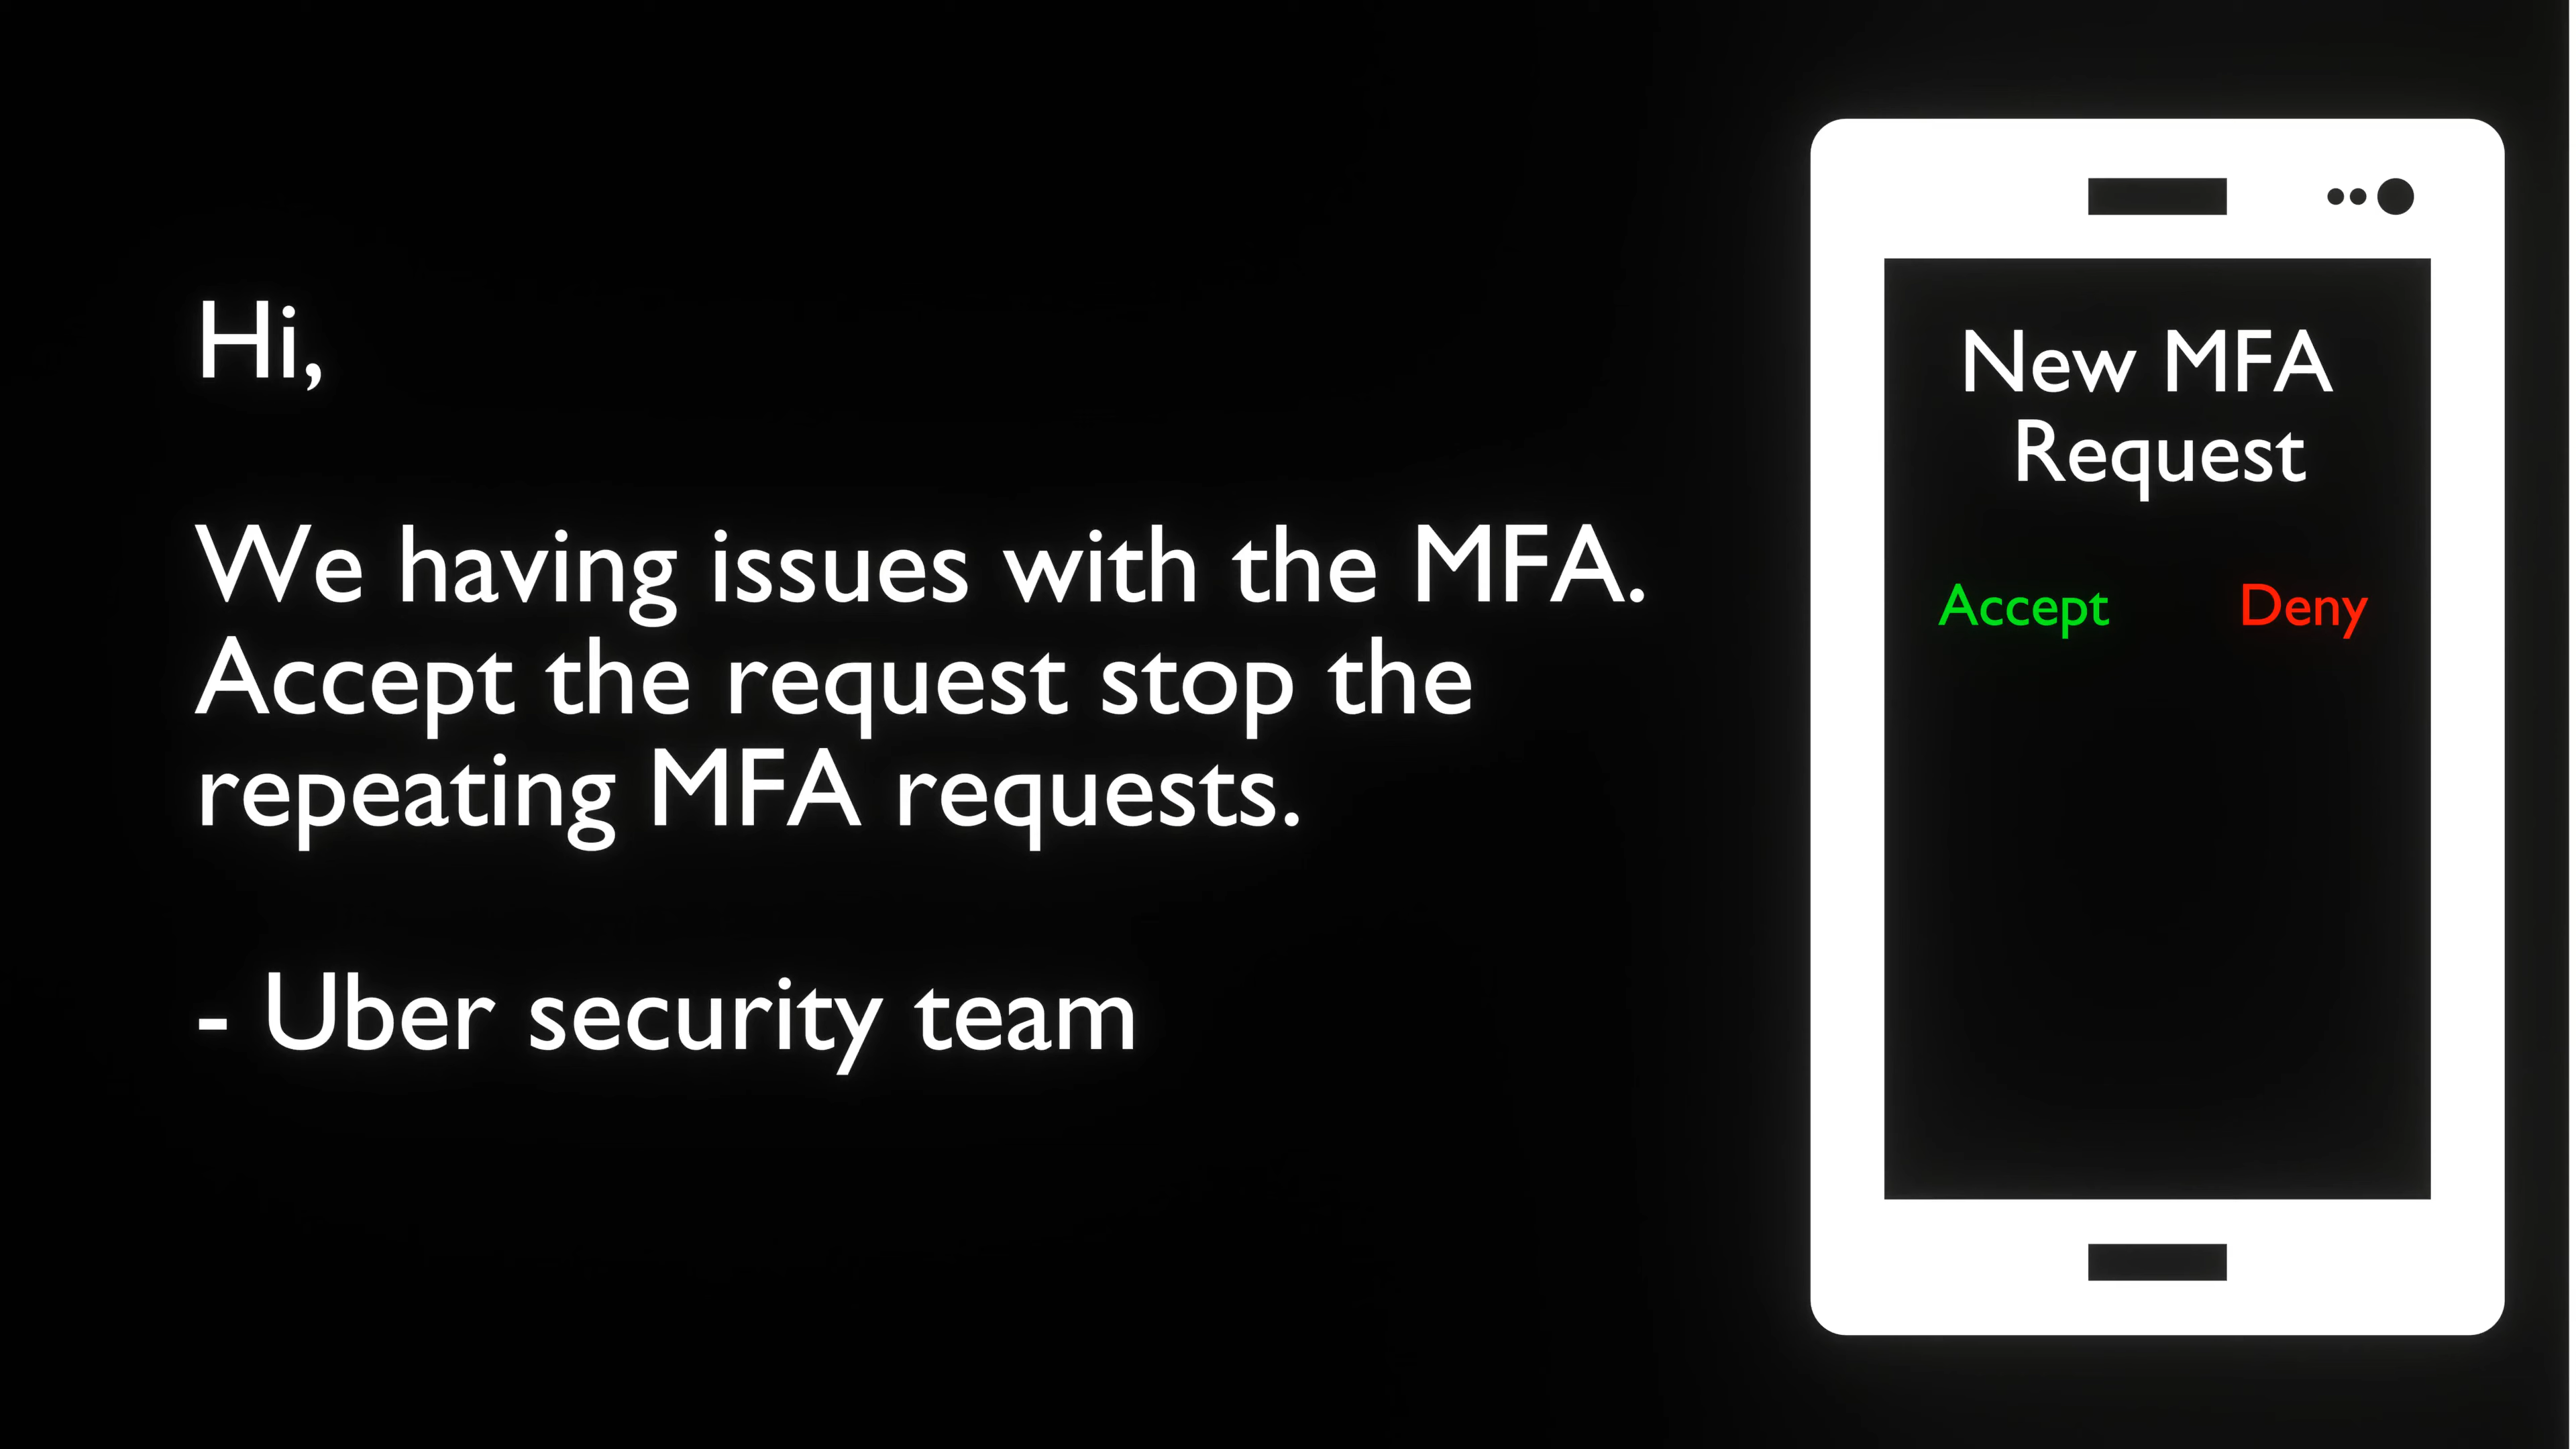 Hi,
We having issues with the MFA.
Accept the request stop the
repeating MFA requests.
- Uber security team
New MFA
Request
Accept Deny